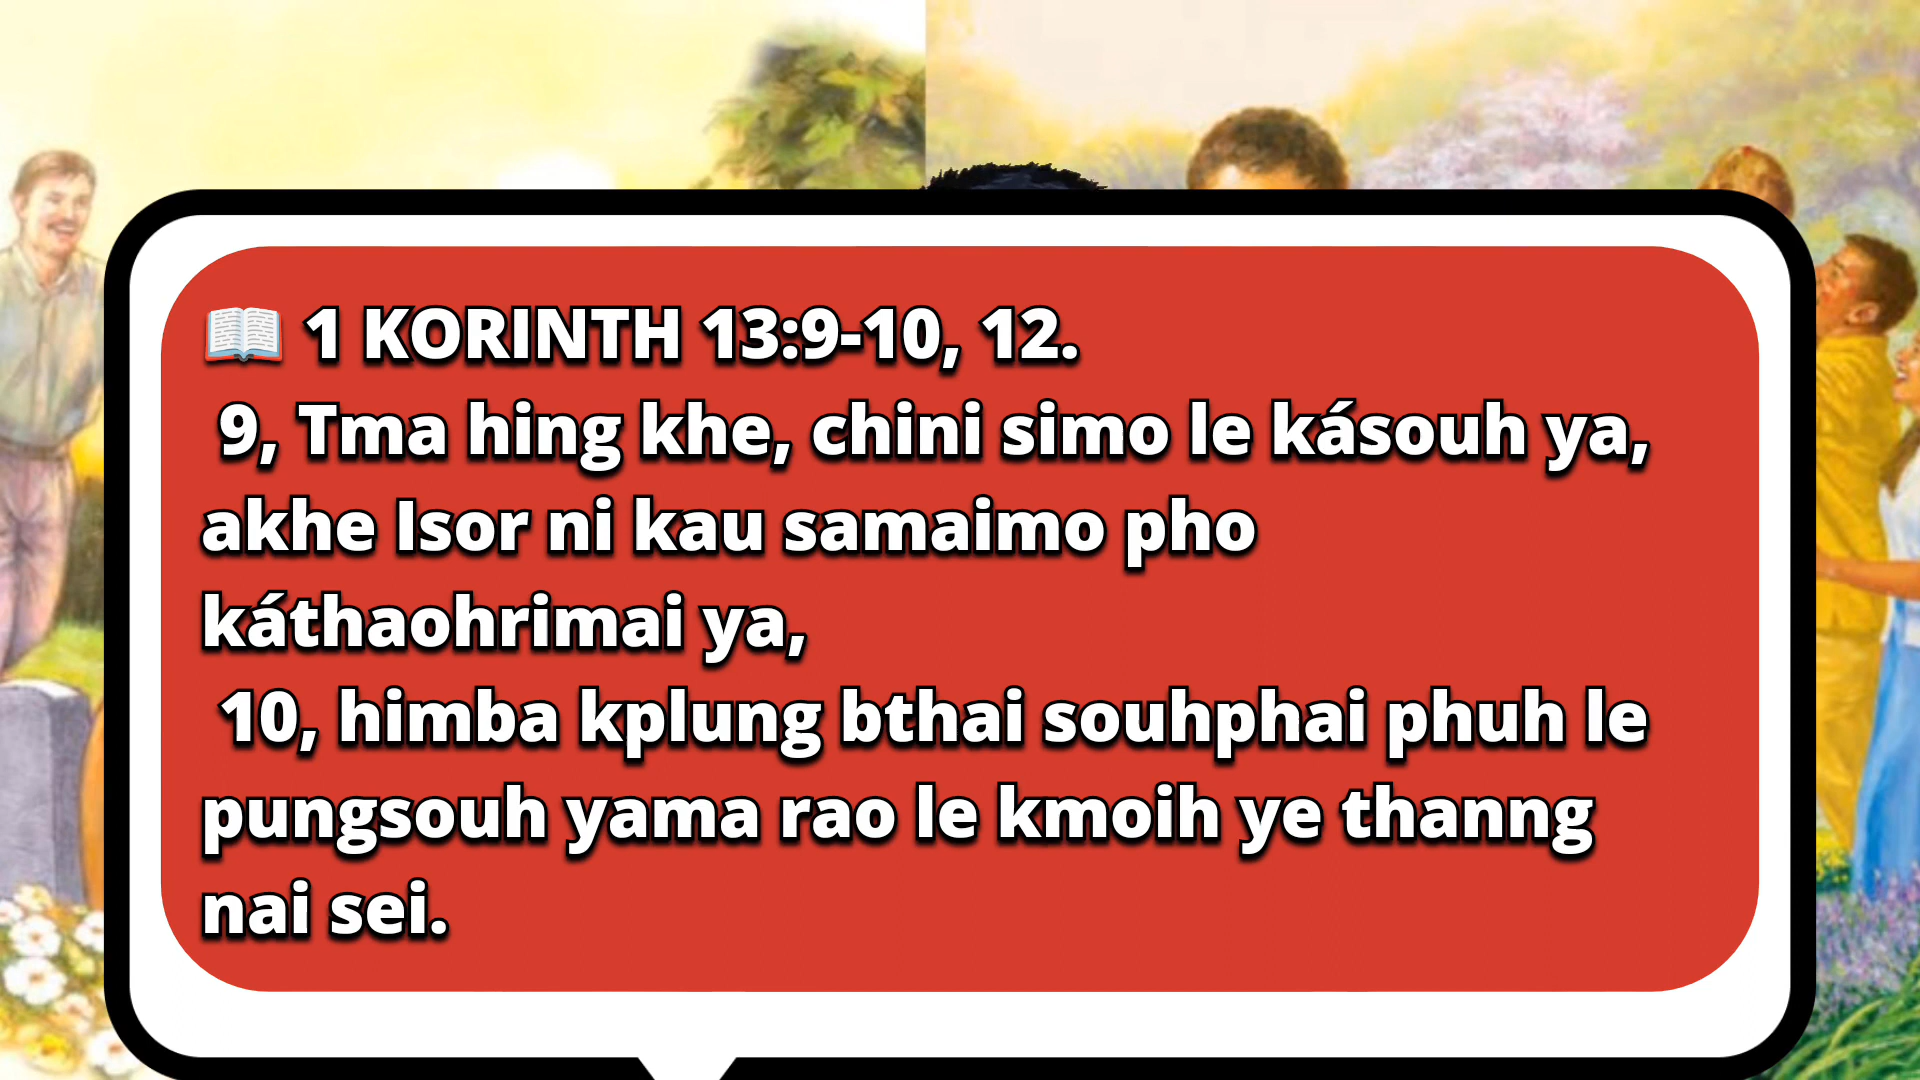 📖 1 KORINTH 13:9-10, 12.
9, Tma hing khe, chini simo le kásouh ya,
akhe Isor ni kau samaimo pho
káthaohrimai ya,
10, himba kplung bthai souhphai phuh le
pungsouh yama rao le kmoih ye thanng
nai sei.